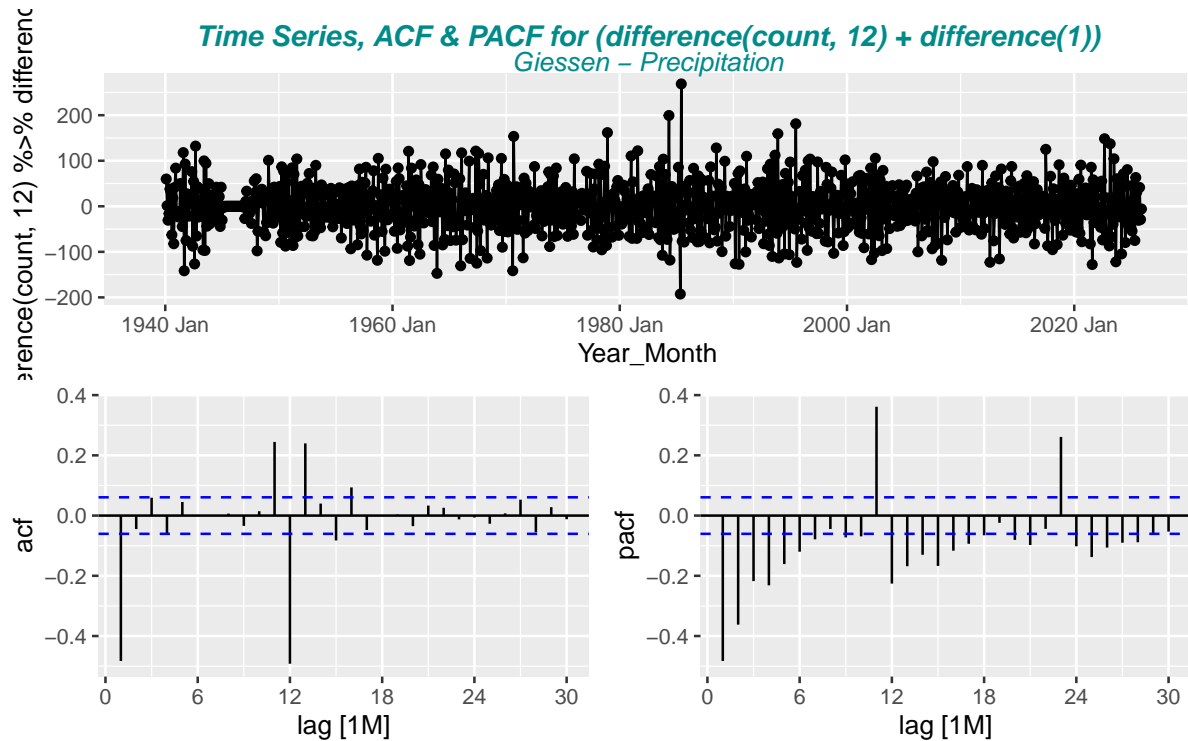 Time Series, ACF & PACF for (difference(count, 12) + difference(1))
Giessen − Precipitation
erence(count, 12) %>% differenc
200
100
0
−100
−200
1940 Jan 1960 Jan 1980 Jan 2000 Jan 2020 Jan
Year_Month
acf
0.4
0.2
0.0
−0.2
−0.4
0 6 12 18 24 30
lag [1M]
pacf
0.4
0.2
0.0
−0.2
−0.4
0 6 12 18 24 30
lag [1M]